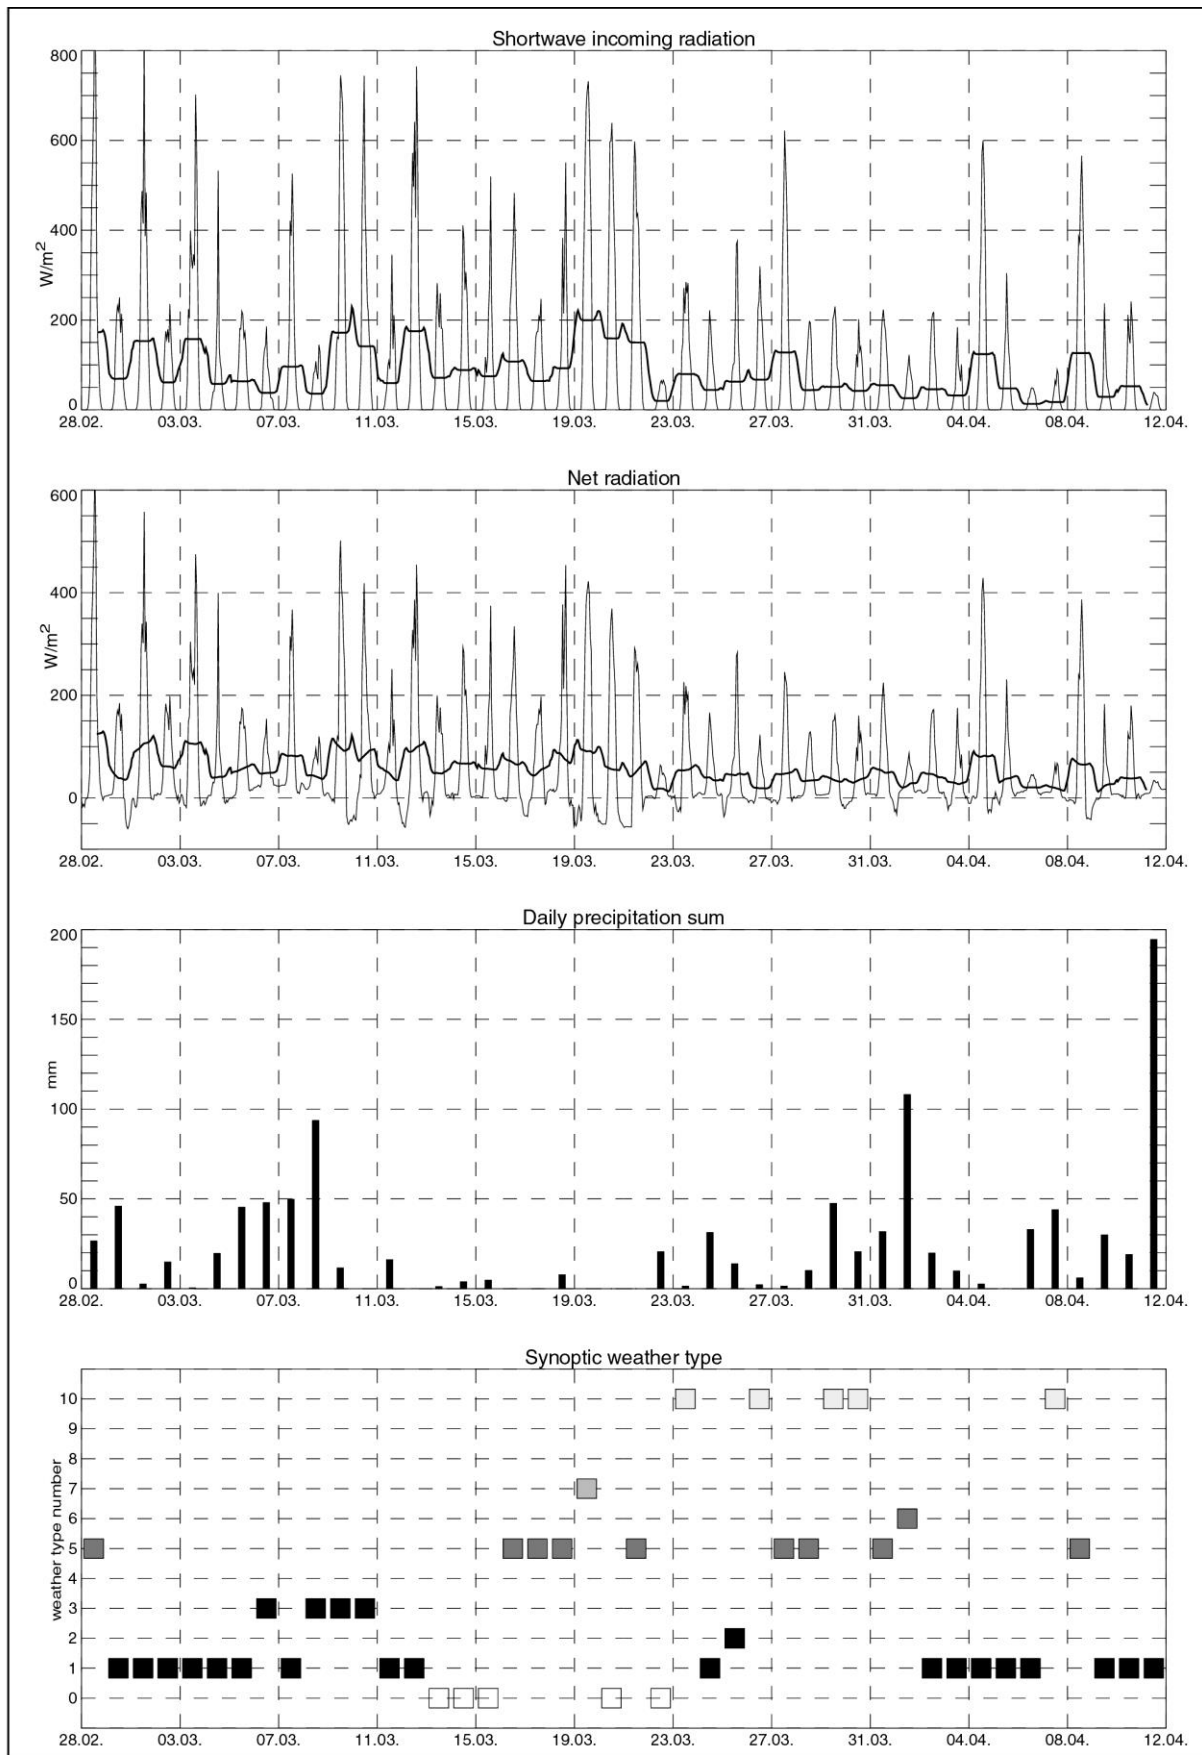 Shortwave incoming radiation
800
600
400
200
0
W/m²
28.02. 03.03. 07.03. 11.03. 15.03. 19.03. 23.03. 27.03. 31.03. 04.04. 08.04. 12.04.
Net radiation
600
400
200
0
W/m²
28.02. 03.03. 07.03. 11.03. 15.03. 19.03. 23.03. 27.03. 31.03. 04.04. 08.04. 12.04.
Daily precipitation sum
200
150
100
50
0
mm
28.02. 03.03. 07.03. 11.03. 15.03. 19.03. 23.03. 27.03. 31.03. 04.04. 08.04. 12.04.
Synoptic weather type
10
9
8
7
6
5
4
3
2
1
0
weather type number
28.02. 03.03. 07.03. 11.03. 15.03. 19.03. 23.03. 27.03. 31.03. 04.04. 08.04. 12.04.